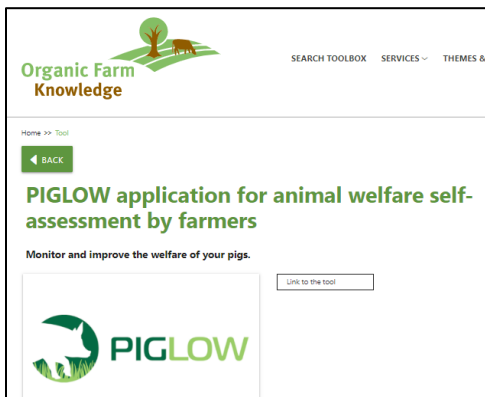 Organic Farm
Knowledge
SEARCH TOOLBOX SERVICES THEMES &
Home >> Tool
BACK
PIGLOW application for animal welfare self-
assessment by farmers
Monitor and improve the welfare of your pigs.
Link to the tool
PIGLOW